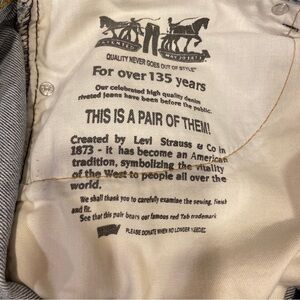 PATENTED MAY 20 1873
QUALITY NEVER GOES OUT OF STYLE®
For over 135 years
Our celebrated high quality denim
riveted jeans have been before the public.
THIS IS A PAIR OF THEM!
Created by Levi Strauss & Co in
1873 - it has become an American
tradition, symbolizing the vitality
of the West to people all over the
world.
We shall thank you to carefully examine the sewing, Finish
and fit.
See that this pair bears our famous red Tab trademark
PLEASE DONATE WHEN NO LONGER NEEDED.